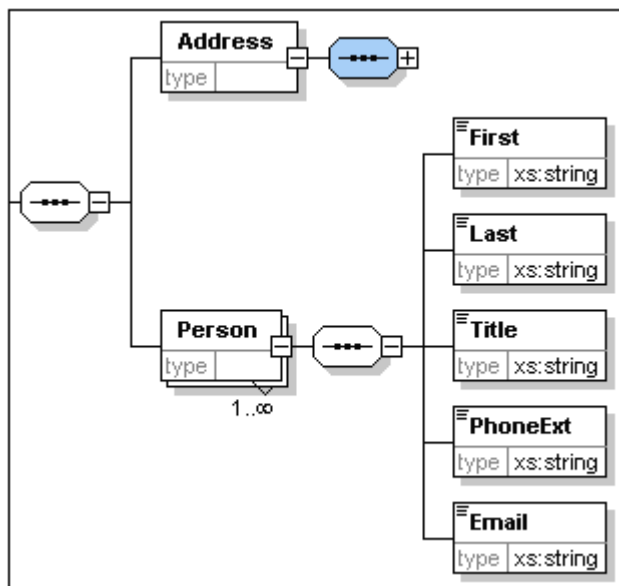 Address
type
First
type xs:string
Last
type xs:string
Person
type
1..∞
Title
type xs:string
PhoneExt
type xs:string
Email
type xs:string